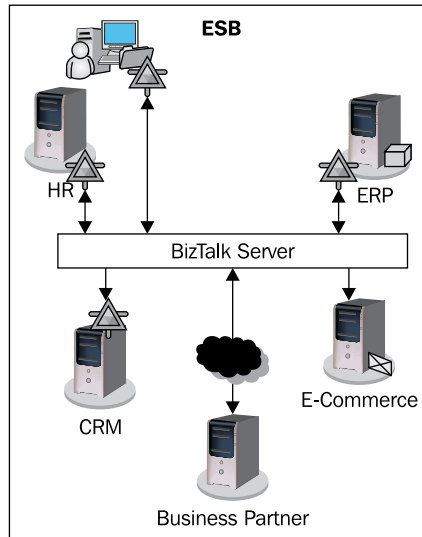 ESB
HR
ERP
BizTalk Server
CRM
E-Commerce
Business Partner